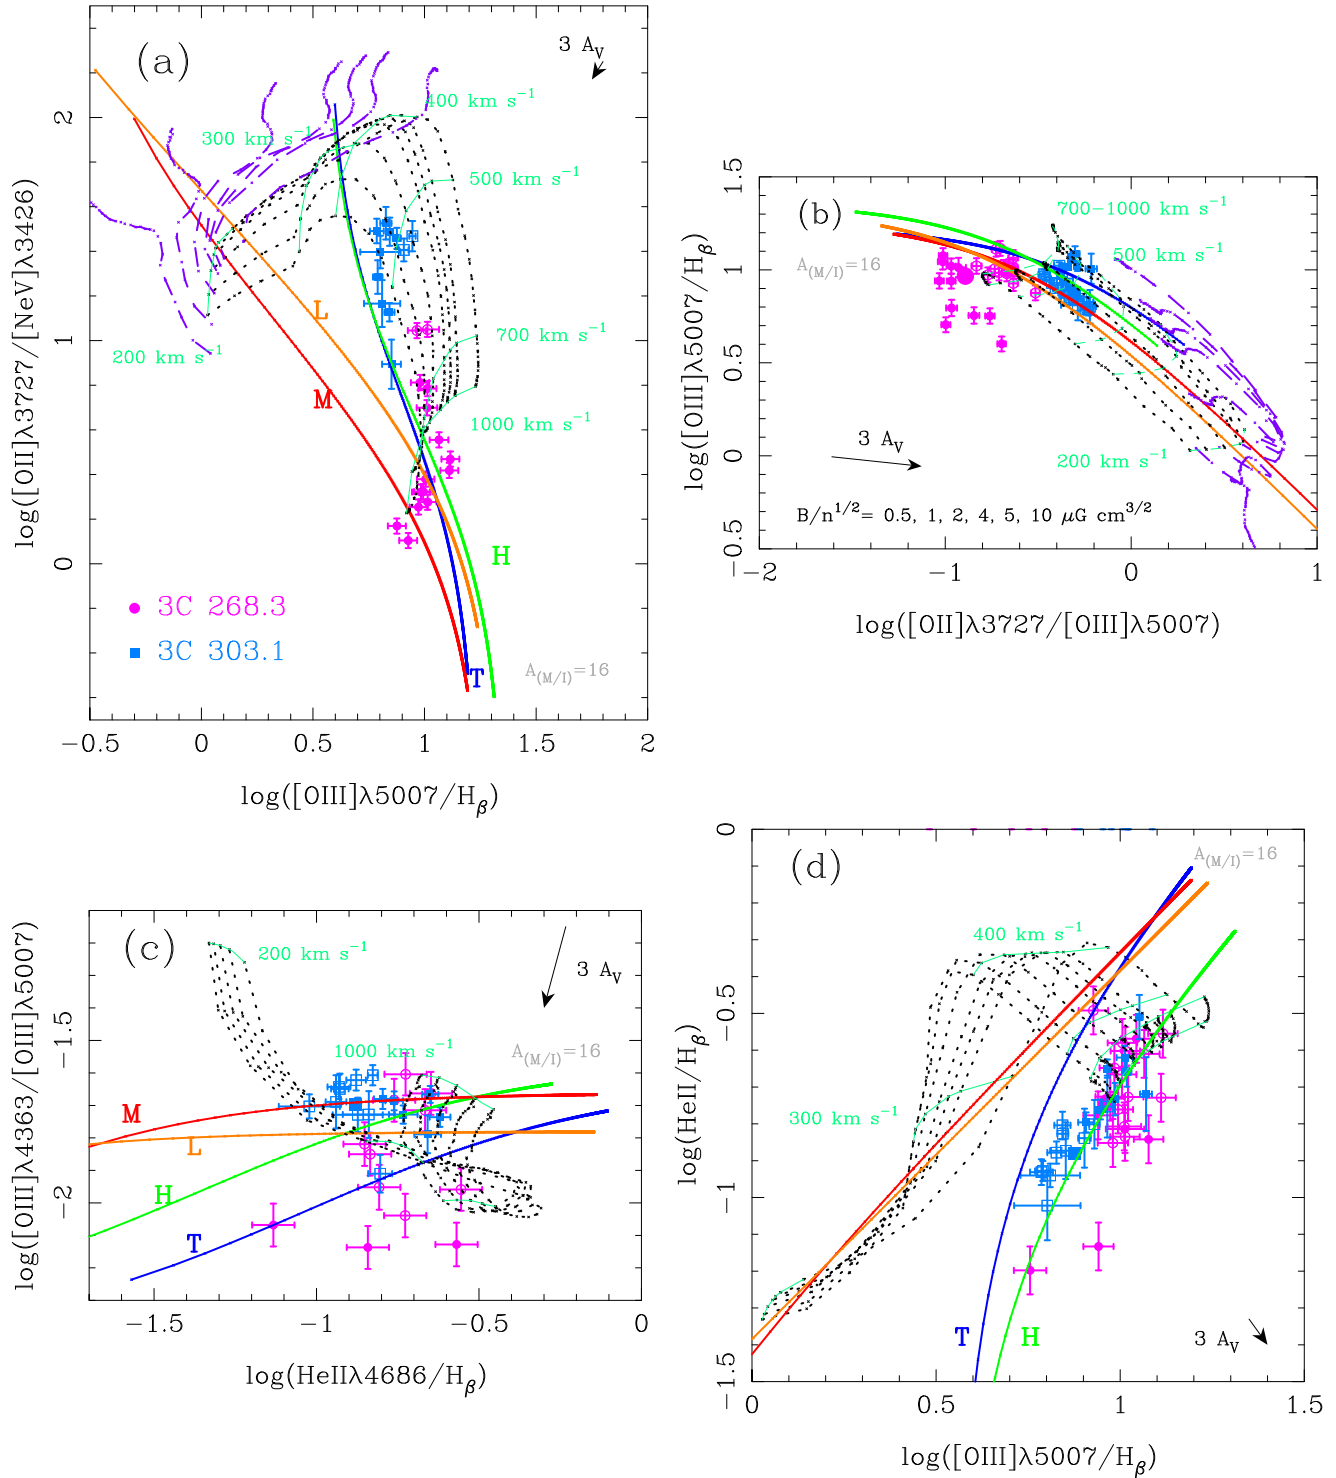 (a)
3 A_V
400 km s⁻¹
300 km s⁻¹
500 km s⁻¹
700 km s⁻¹
200 km s⁻¹
1000 km s⁻¹
L
M
H
T
3C 268.3
3C 303.1
A_(M/I)=16
2
1
0
−0.5 0 0.5 1 1.5 2
log([OII]λ3727/[NeV]λ3426)
log([OIII]λ5007/H_β)
(b)
700−1000 km s⁻¹
500 km s⁻¹
A_(M/I)=16
3 A_V
200 km s⁻¹
B/n^1/2= 0.5, 1, 2, 4, 5, 10 μG cm^3/2
1.5
1
0.5
0
0.5
−2 −1 0 1
log([OIII]λ5007/H_β)
log([OII]λ3727/[OIII]λ5007)
(c)
200 km s⁻¹
3 A_V
1000 km s⁻¹
A_(M/I)=16
M
L
H
T
−1.5
−2
−1.5 −1 −0.5 0
log([OIII]λ4363/[OIII]λ5007)
log(HeIIλ4686/H_β)
(d)
A_(M/I)=16
400 km s⁻¹
300 km s⁻¹
T
H
3 A_V
0
−0.5
−1
−1.5
0 0.5 1 1.5
log(HeII/H_β)
log([OIII]λ5007/H_β)